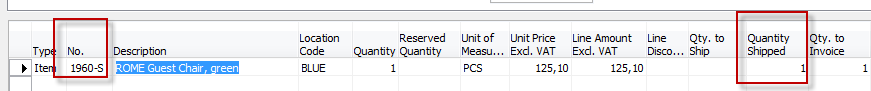 Location Reserved Unit of Unit Price Line Amount Line Qty. to Quantity Qty. to
Type No. Description Code Quantity Quantity Measu... Excl. VAT Excl. VAT Disco... Ship Shipped Invoice
Item 1960-S ROME Guest Chair, green BLUE 1 PCS 125,10 125,10 1 1